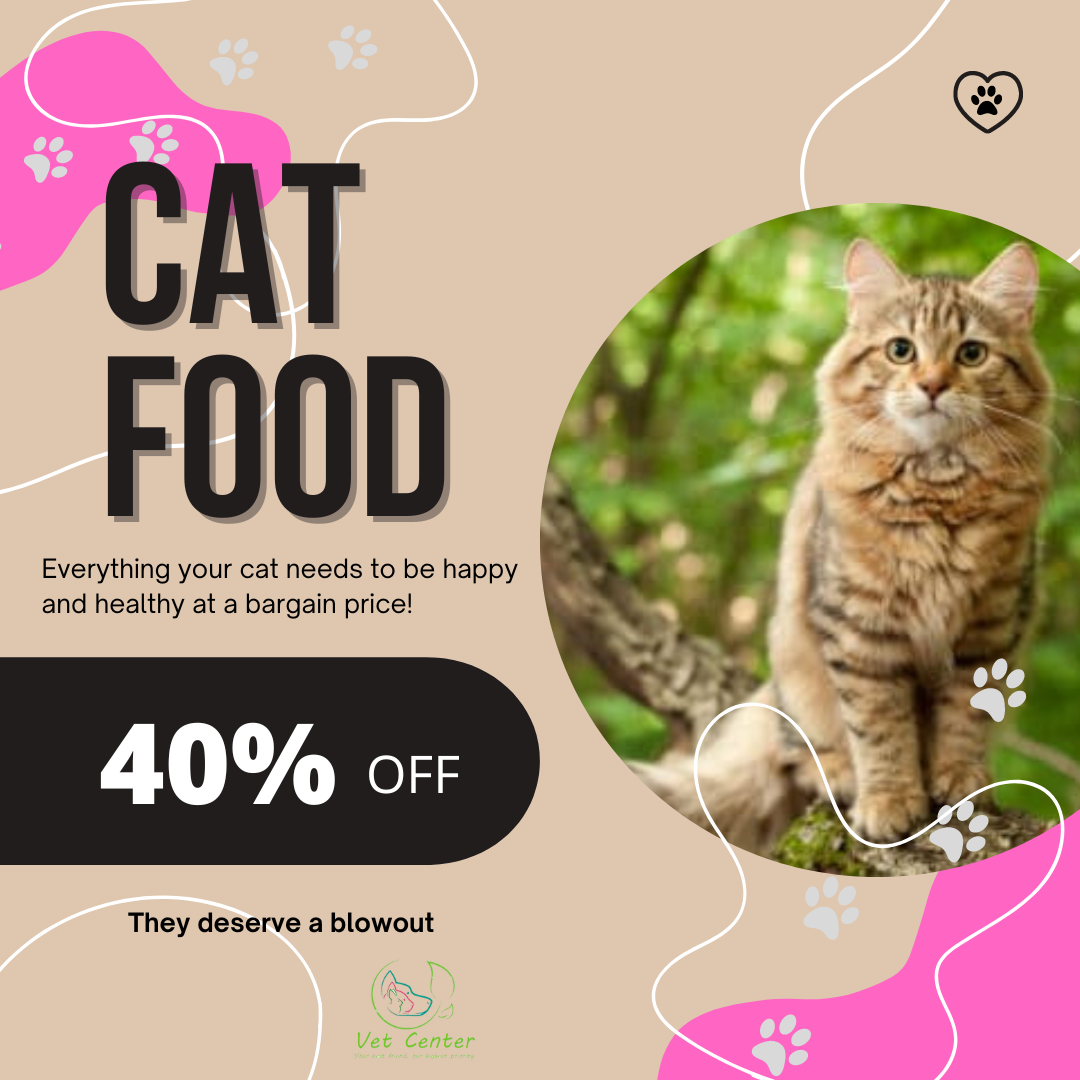 CAT
FOOD
Everything your cat needs to be happy
and healthy at a bargain price!
40% OFF
They deserve a blowout
Vet Center